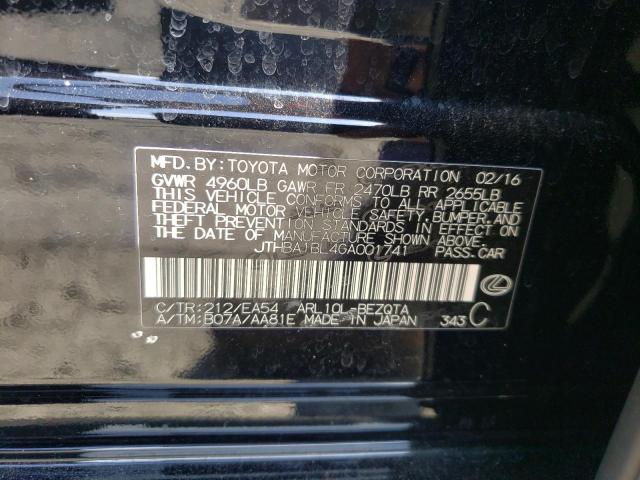 MFD. BY: TOYOTA MOTOR CORPORATION 02/16
GVWR 4960LB GAWR FR 2470LB RR 2655LB
THIS VEHICLE CONFORMS TO ALL APPLICABLE
FEDERAL MOTOR VEHICLE SAFETY, BUMPER, AND
THEFT PREVENTION STANDARDS IN EFFECT ON
THE DATE OF MANUFACTURE SHOWN ABOVE.
JTHBA1BL4GA001741 PASS. CAR
C/TR: 212/EA54 ARL10L-BEZQTA
A/TM: B07A/AA81E MADE IN JAPAN 343 C